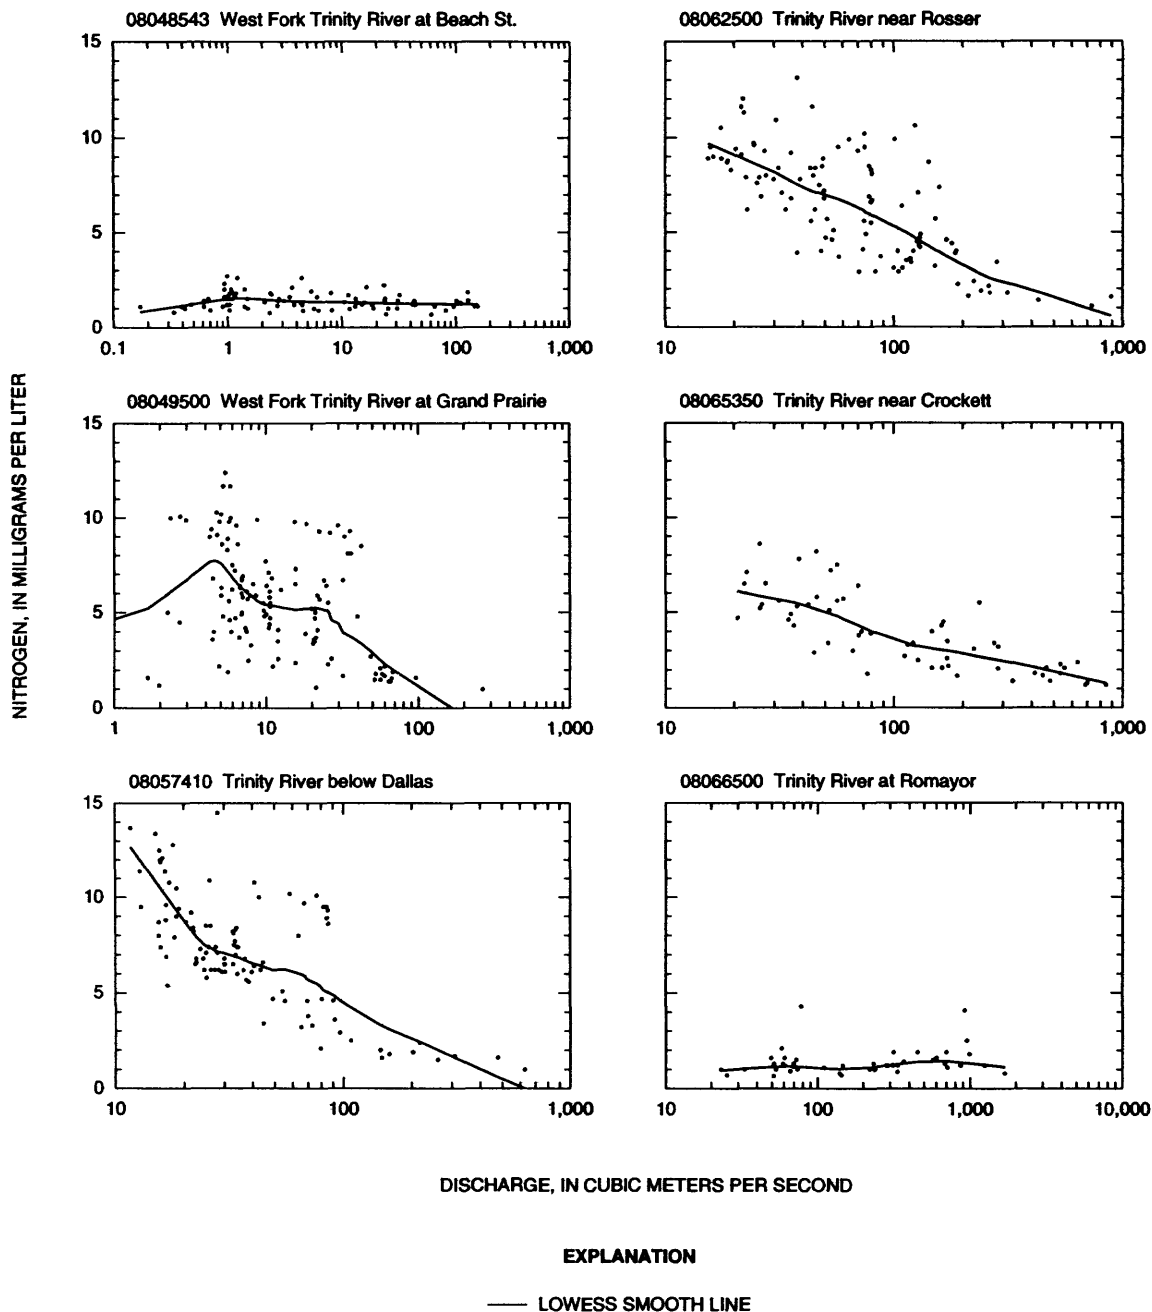 08048543 West Fork Trinity River at Beach St.
15
10
5
0
0.1 1 10 100 1,000
08062500 Trinity River near Rosser
10 100 1,000
08049500 West Fork Trinity River at Grand Prairie
15
10
5
0
1 10 100 1,000
08065350 Trinity River near Crockett
10 100 1,000
08057410 Trinity River below Dallas
15
10
5
0
10 100 1,000
08066500 Trinity River at Romayor
10 100 1,000 10,000
NITROGEN, IN MILLIGRAMS PER LITER
DISCHARGE, IN CUBIC METERS PER SECOND
EXPLANATION
LOWESS SMOOTH LINE